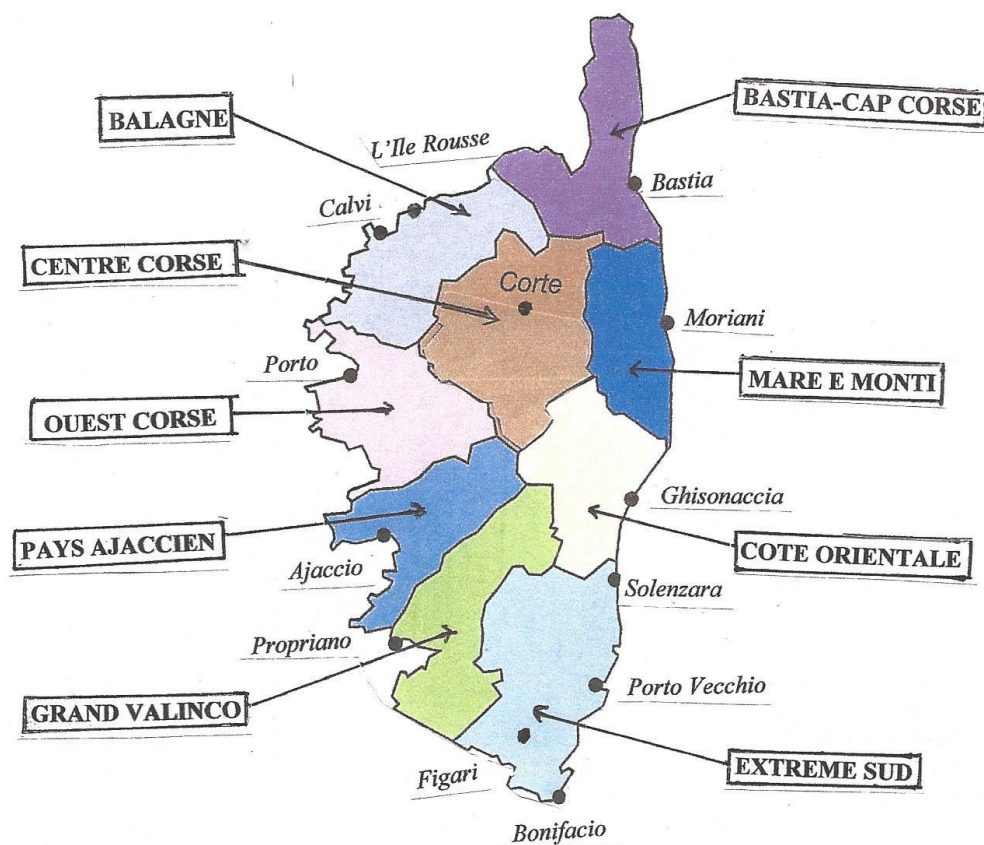 BASTIA-CAP CORSE
BALAGNE
L'Ile Rousse
Bastia
Calvi
CENTRE CORSE
Corte
Moriani
Porto
MARE E MONTI
OUEST CORSE
Ghisonaccia
PAYS AJACCIEN
COTE ORIENTALE
Ajaccio
Solenzara
Propriano
Porto Vecchio
GRAND VALINCO
EXTREME SUD
Figari
Bonifacio